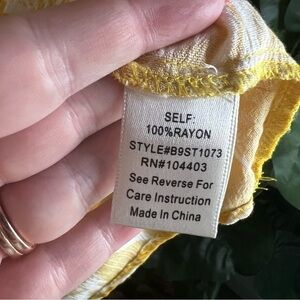 SELF:
100%RAYON
STYLE#B9ST1073
RN#104403
See Reverse For
Care Instruction
Made In China